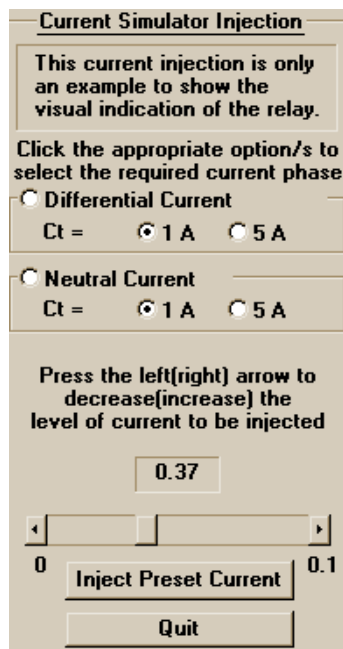 Current Simulator Injection
This current injection is only
an example to show the
visual indication of the relay.
Click the appropriate option/s to
select the required current phase
Differential Current
Ct = 1 A 5 A
Neutral Current
Ct = 1 A 5 A
Press the left(right) arrow to
decrease(increase) the
level of current to be injected
0.37
0 0.1
Inject Preset Current
Quit